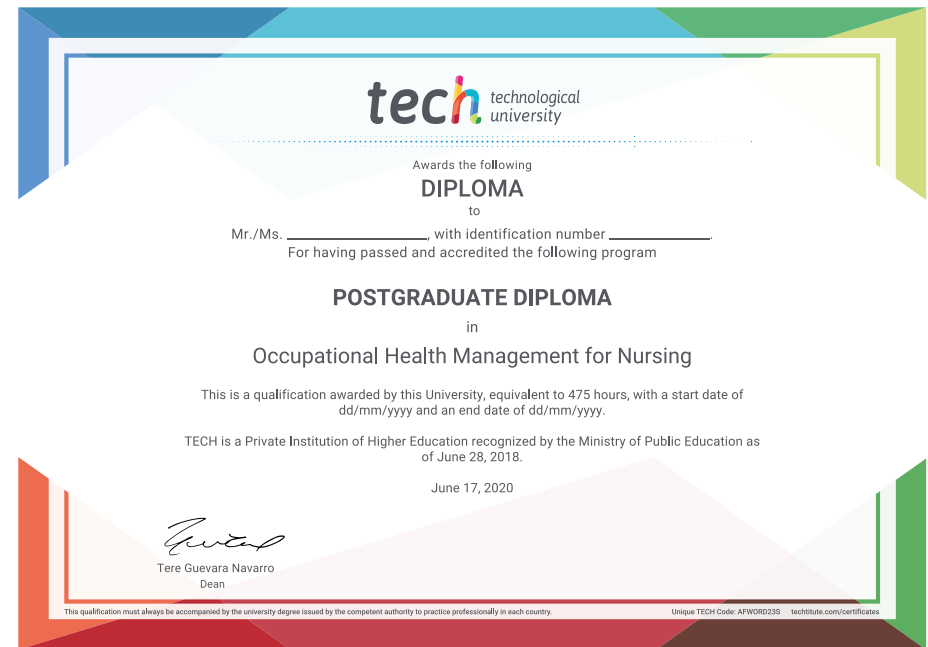 tech technological
university
Awards the following
DIPLOMA
to
Mr./Ms. ____________________, with identification number ______________.
For having passed and accredited the following program
POSTGRADUATE DIPLOMA
in
Occupational Health Management for Nursing
This is a qualification awarded by this University, equivalent to 475 hours, with a start date of
dd/mm/yyyy and an end date of dd/mm/yyyy.
TECH is a Private Institution of Higher Education recognized by the Ministry of Public Education as
of June 28, 2018.
June 17, 2020
Tere Guevara Navarro
Dean
This qualification must always be accompanied by the university degree issued by the competent authority to practice professionally in each country.
Unique TECH Code: AFWORD23S techtitute.com/certificates